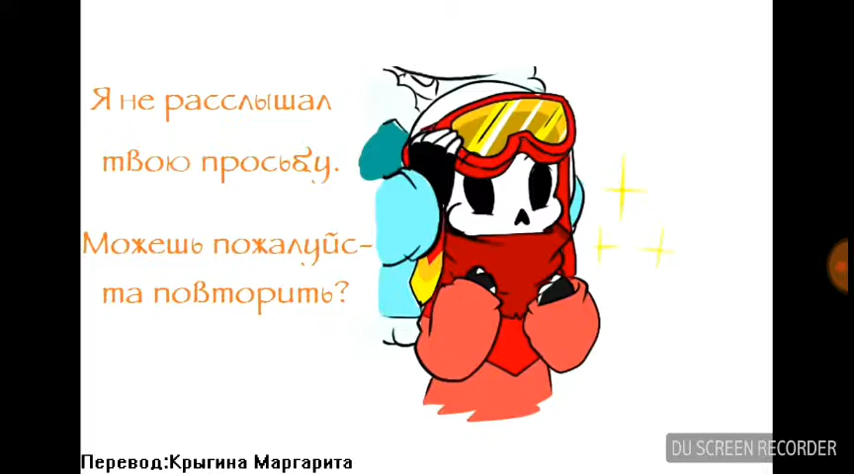 Я не расслышал
твою просьбу.
Можешь пожалуйс-
та повторить?
Перевод:Крыгина Маргарита
DU SCREEN RECORDER